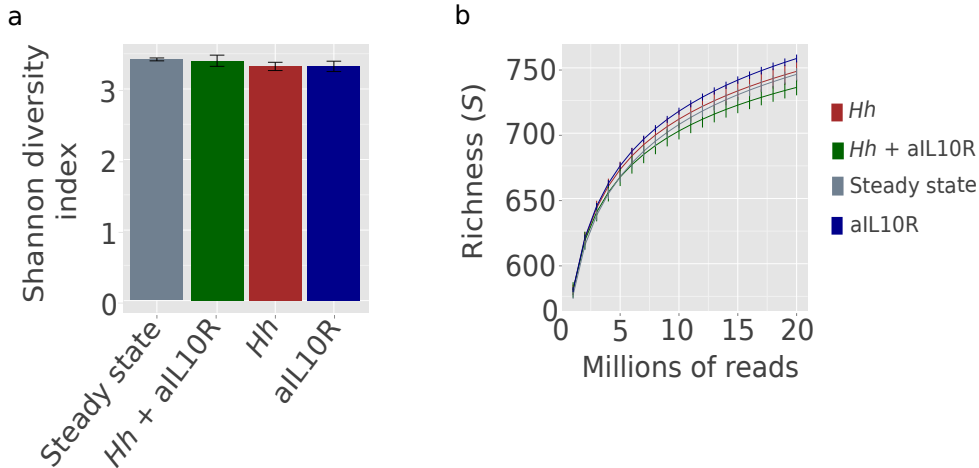 a
Shannon diversity
index
3
2
1
0
Steady state
Hh + aIL10R
Hh
aIL10R
b
Richness (S)
750
700
650
600
0
0
5
10
15
20
Millions of reads
Hh
Hh + aIL10R
Steady state
aIL10R